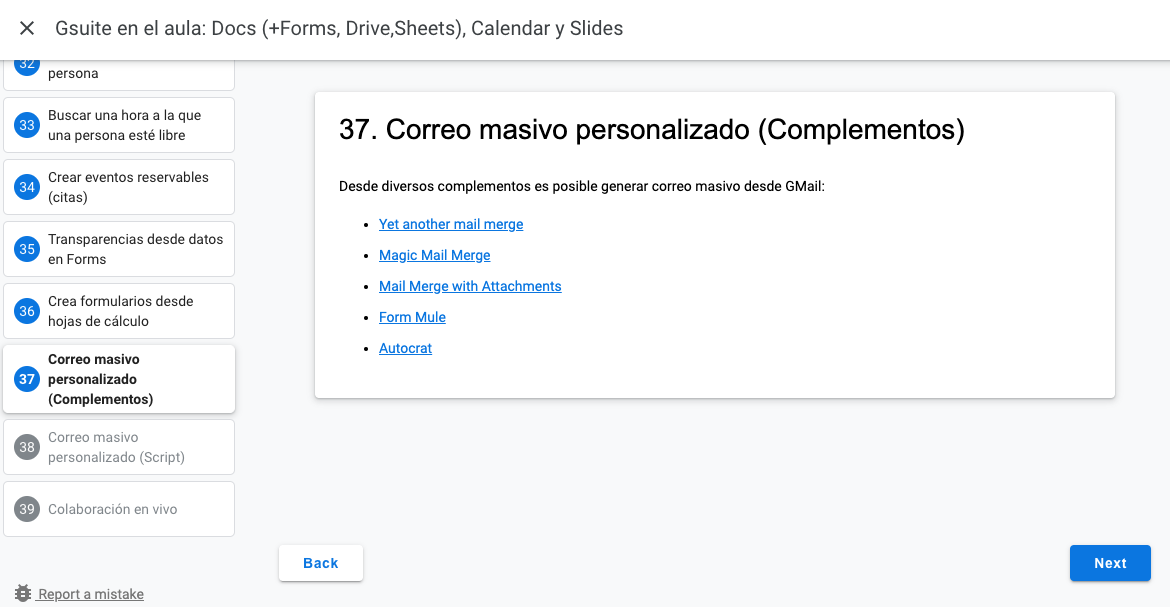 Gsuite en el aula: Docs (+Forms, Drive,Sheets), Calendar y Slides
32
persona
33
Buscar una hora a la que
una persona esté libre
34
Crear eventos reservables
(citas)
35
Transparencias desde datos
en Forms
36
Crea formularios desde
hojas de cálculo
37
Correo masivo
personalizado
(Complementos)
38
Correo masivo
personalizado (Script)
39
Colaboración en vivo
Report a mistake
37. Correo masivo personalizado (Complementos)
Desde diversos complementos es posible generar correo masivo desde GMail:
Yet another mail merge
Magic Mail Merge
Mail Merge with Attachments
Form Mule
Autocrat
Back
Next